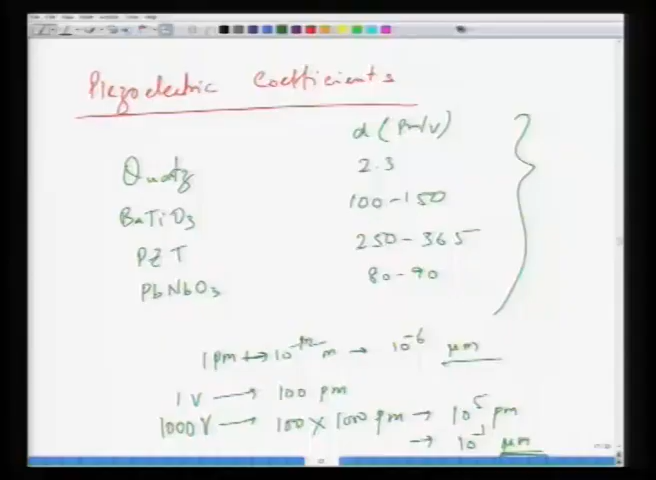 Piezoelectric Coefficients
d (pm/V)
Quatz 2.3
BaTiO3 100-150
PZT 250-365
PbNbO3 80-90
1 pm ↔ 10^-12 m → 10^-6 μm
1 V → 100 pm
1000 V → 100 X 1000 pm → 10^5 pm
→ 10^-1 μm